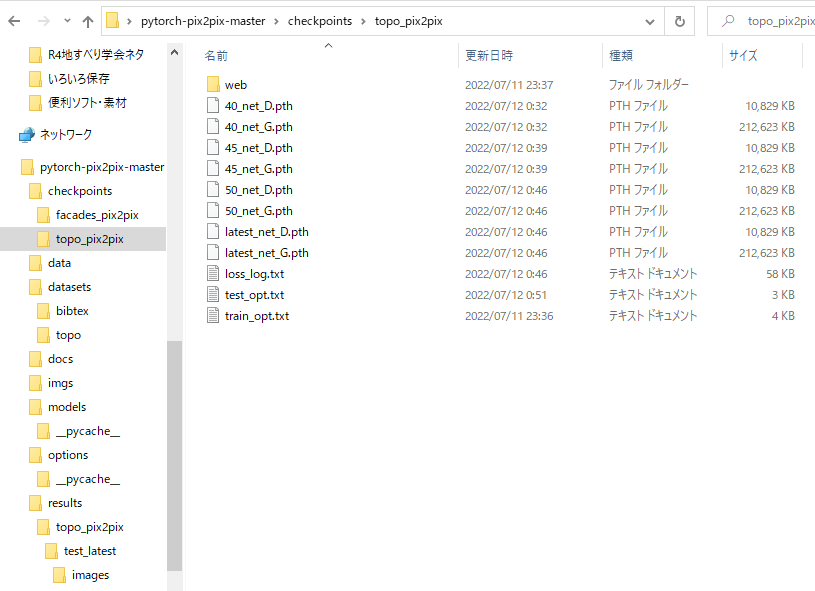 pytorch-pix2pix-master > checkpoints > topo_pix2pix
topo_pix2pix
R4地すべり学会ネタ
いろいろ保存
便利ソフト・素材
ネットワーク
pytorch-pix2pix-master
checkpoints
facades_pix2pix
topo_pix2pix
data
datasets
bibtex
topo
docs
imgs
models
__pycache__
options
__pycache__
results
topo_pix2pix
test_latest
images
名前 更新日時 種類 サイズ
web 2022/07/11 23:37 ファイル フォルダー
40_net_D.pth 2022/07/12 0:32 PTH ファイル 10,829 KB
40_net_G.pth 2022/07/12 0:32 PTH ファイル 212,623 KB
45_net_D.pth 2022/07/12 0:39 PTH ファイル 10,829 KB
45_net_G.pth 2022/07/12 0:39 PTH ファイル 212,623 KB
50_net_D.pth 2022/07/12 0:46 PTH ファイル 10,829 KB
50_net_G.pth 2022/07/12 0:46 PTH ファイル 212,623 KB
latest_net_D.pth 2022/07/12 0:46 PTH ファイル 10,829 KB
latest_net_G.pth 2022/07/12 0:46 PTH ファイル 212,623 KB
loss_log.txt 2022/07/12 0:46 テキスト ドキュメント 58 KB
test_opt.txt 2022/07/12 0:51 テキスト ドキュメント 3 KB
train_opt.txt 2022/07/11 23:36 テキスト ドキュメント 4 KB